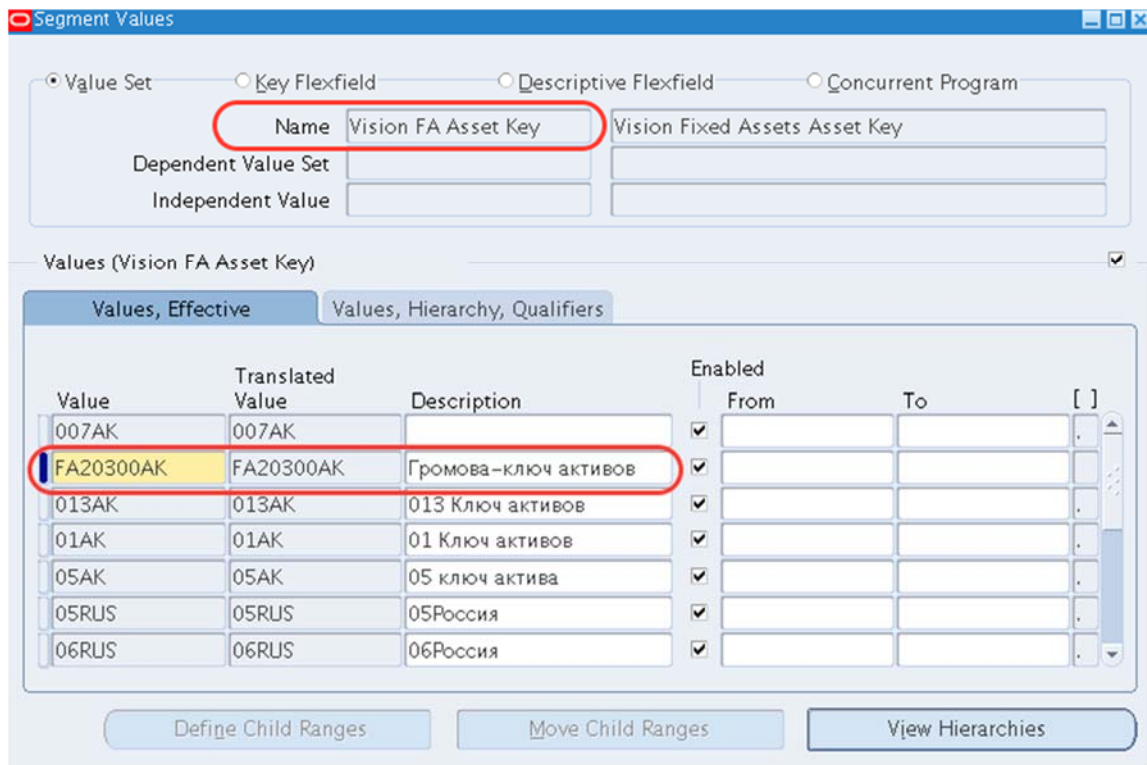 Segment Values
Value Set Key Flexfield Descriptive Flexfield Concurrent Program
Name Vision FA Asset Key Vision Fixed Assets Asset Key
Dependent Value Set
Independent Value
Values (Vision FA Asset Key)
Values, Effective Values, Hierarchy, Qualifiers
Translated Enabled
Value Value Description From To [ ]
007AK 007AK .
FA20300AK FA20300AK Громова-ключ активов .
013AK 013AK 013 Ключ активов .
01AK 01AK 01 Ключ активов .
05AK 05AK 05 ключ актива .
05RUS 05RUS 05Россия .
06RUS 06RUS 06Россия .
Define Child Ranges Move Child Ranges View Hierarchies